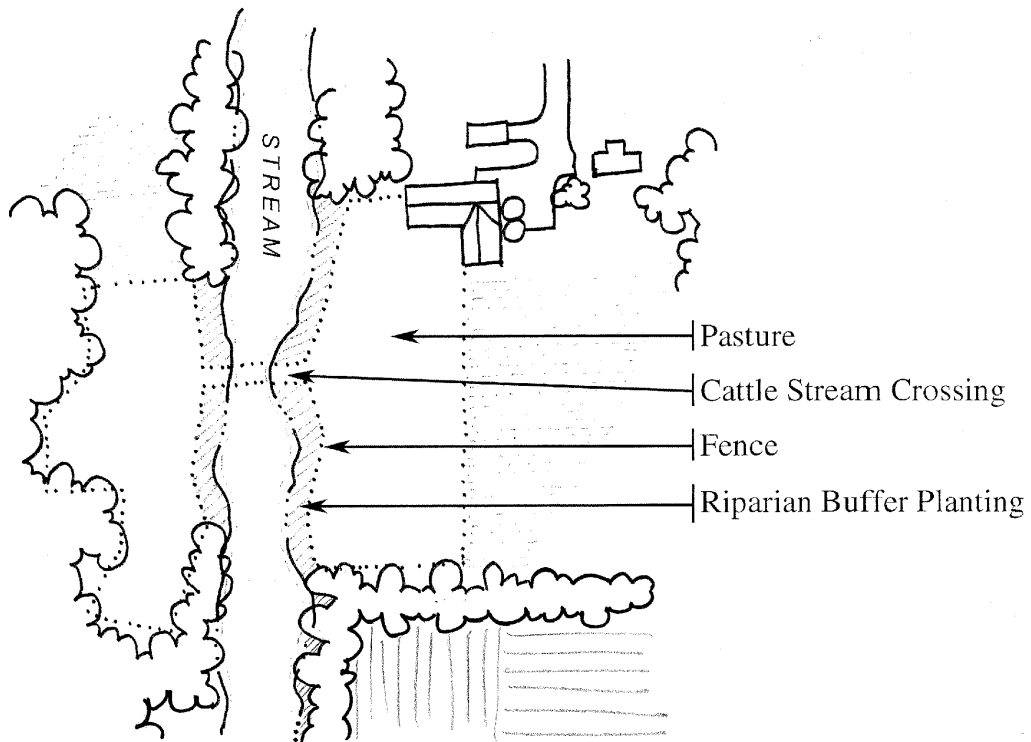 STREAM
Pasture
Cattle Stream Crossing
Fence
Riparian Buffer Planting